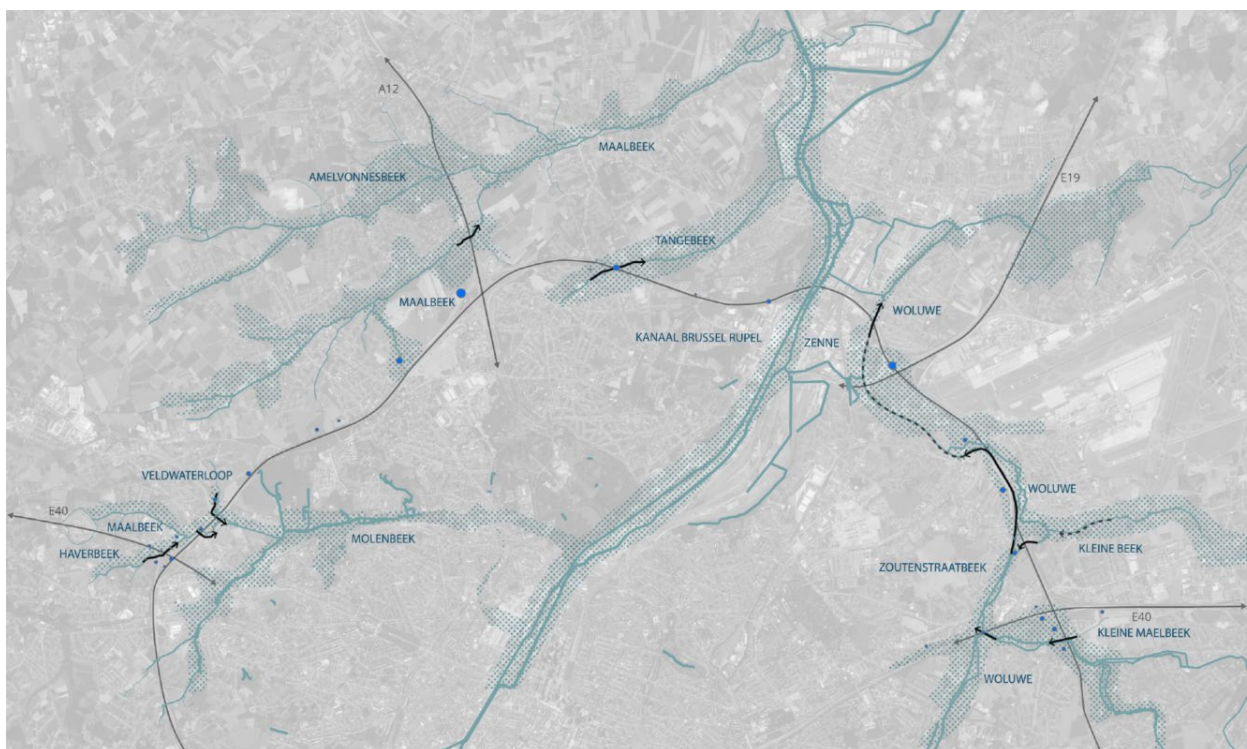 A12
MAALBEEK
AMELVONNESBEEK
E19
TANGEBEEK
MAALBEEK
WOLUWE
KANAAL BRUSSEL RUPEL
ZENNE
VELDWATERLOOP
WOLUWE
E40
MAALBEEK
MOLENBEEK
HAVERBEEK
KLEINE BEEK
ZOUTENSTRAATBEEK
E40
KLEINE MAELBEEK
WOLUWE